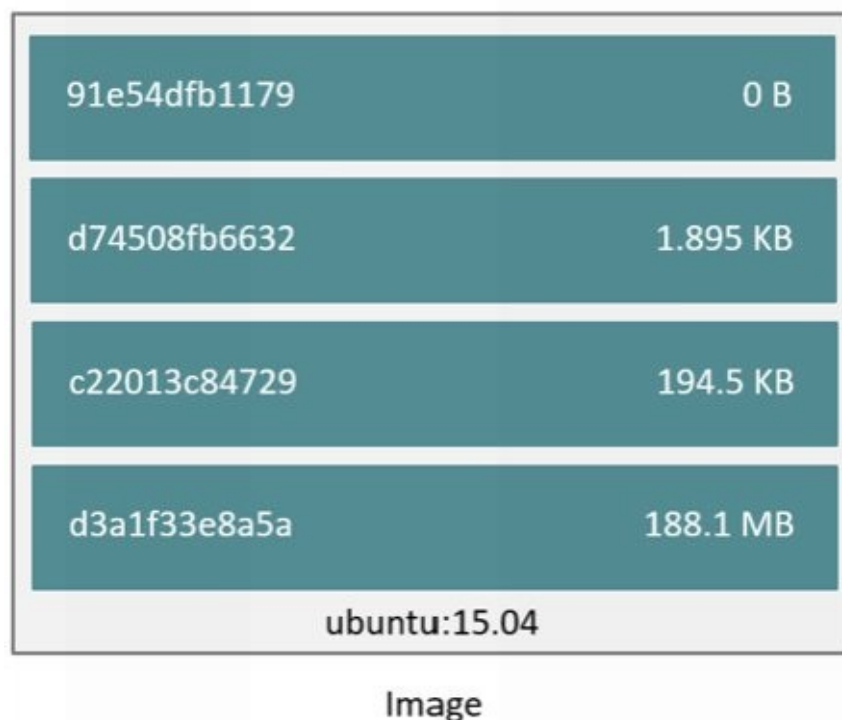 91e54dfb1179 0 B
d74508fb6632 1.895 KB
c22013c84729 194.5 KB
d3a1f33e8a5a 188.1 MB
ubuntu:15.04
Image